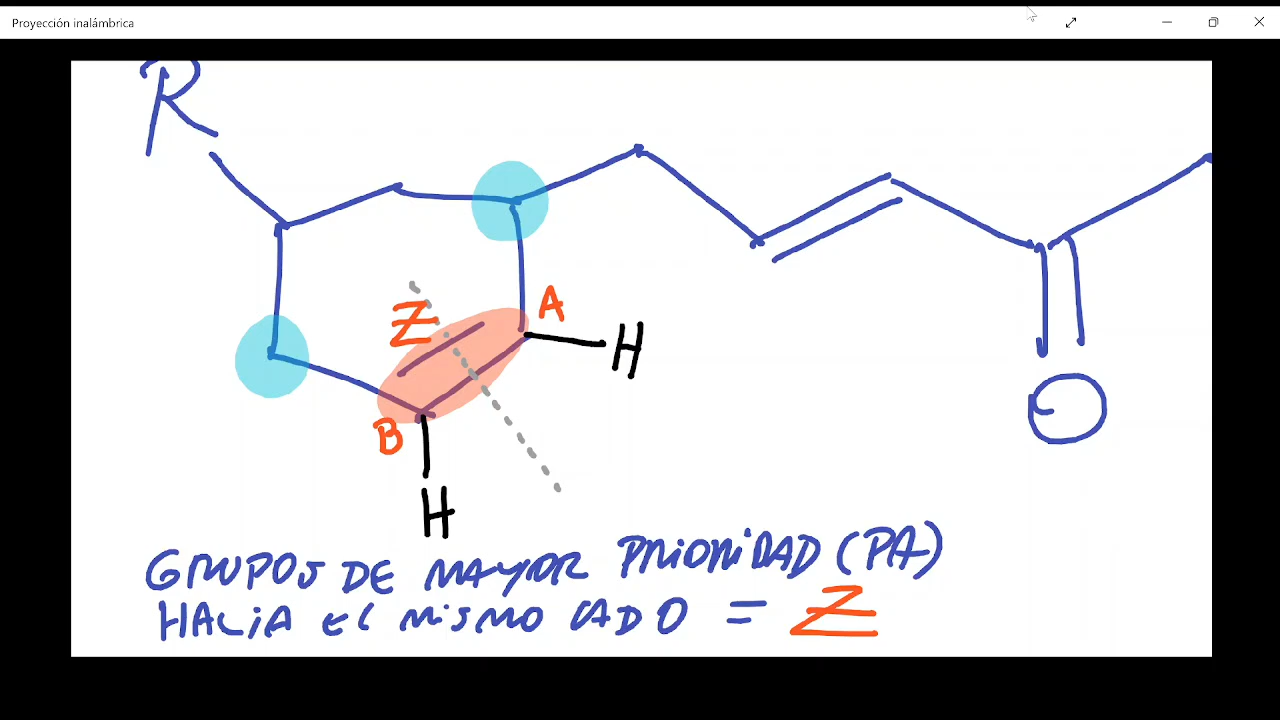 Proyección inalámbrica
R
Z
A
H
B
H
O
GRUPOS DE MAYOR PRIORIDAD (PA)
HACIA EL MISMO LADO = Z